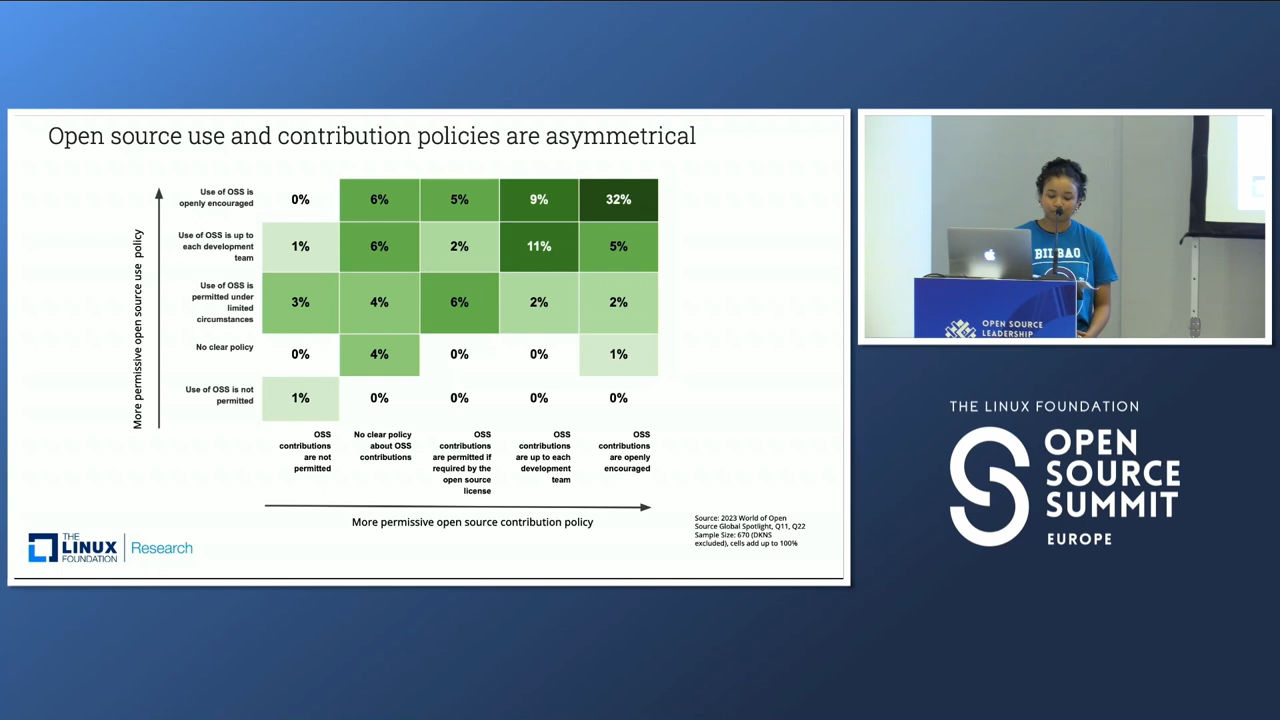 Open source use and contribution policies are asymmetrical
More permissive open source use policy
Use of OSS is
openly encouraged
0%
6%
5%
9%
32%
Use of OSS is up to
each development
team
1%
6%
2%
11%
5%
Use of OSS is
permitted under
limited
circumstances
3%
4%
6%
2%
2%
No clear policy
0%
4%
0%
0%
1%
Use of OSS is not
permitted
1%
0%
0%
0%
0%
OSS
contributions
are not
permitted
No clear policy
about OSS
contributions
OSS
contributions
are permitted if
required by the
open source
license
OSS
contributions
are up to each
development
team
OSS
contributions
are openly
encouraged
More permissive open source contribution policy
Source: 2023 World of Open
Source Global Spotlight, Q11, Q22
Sample Size: 670 (DKNS
excluded), cells add up to 100%
THE
LINUX
FOUNDATION
Research
BILBAO
OPEN SOURCE
LEADERSHIP
THE LINUX FOUNDATION
OPEN
SOURCE
SUMMIT
EUROPE